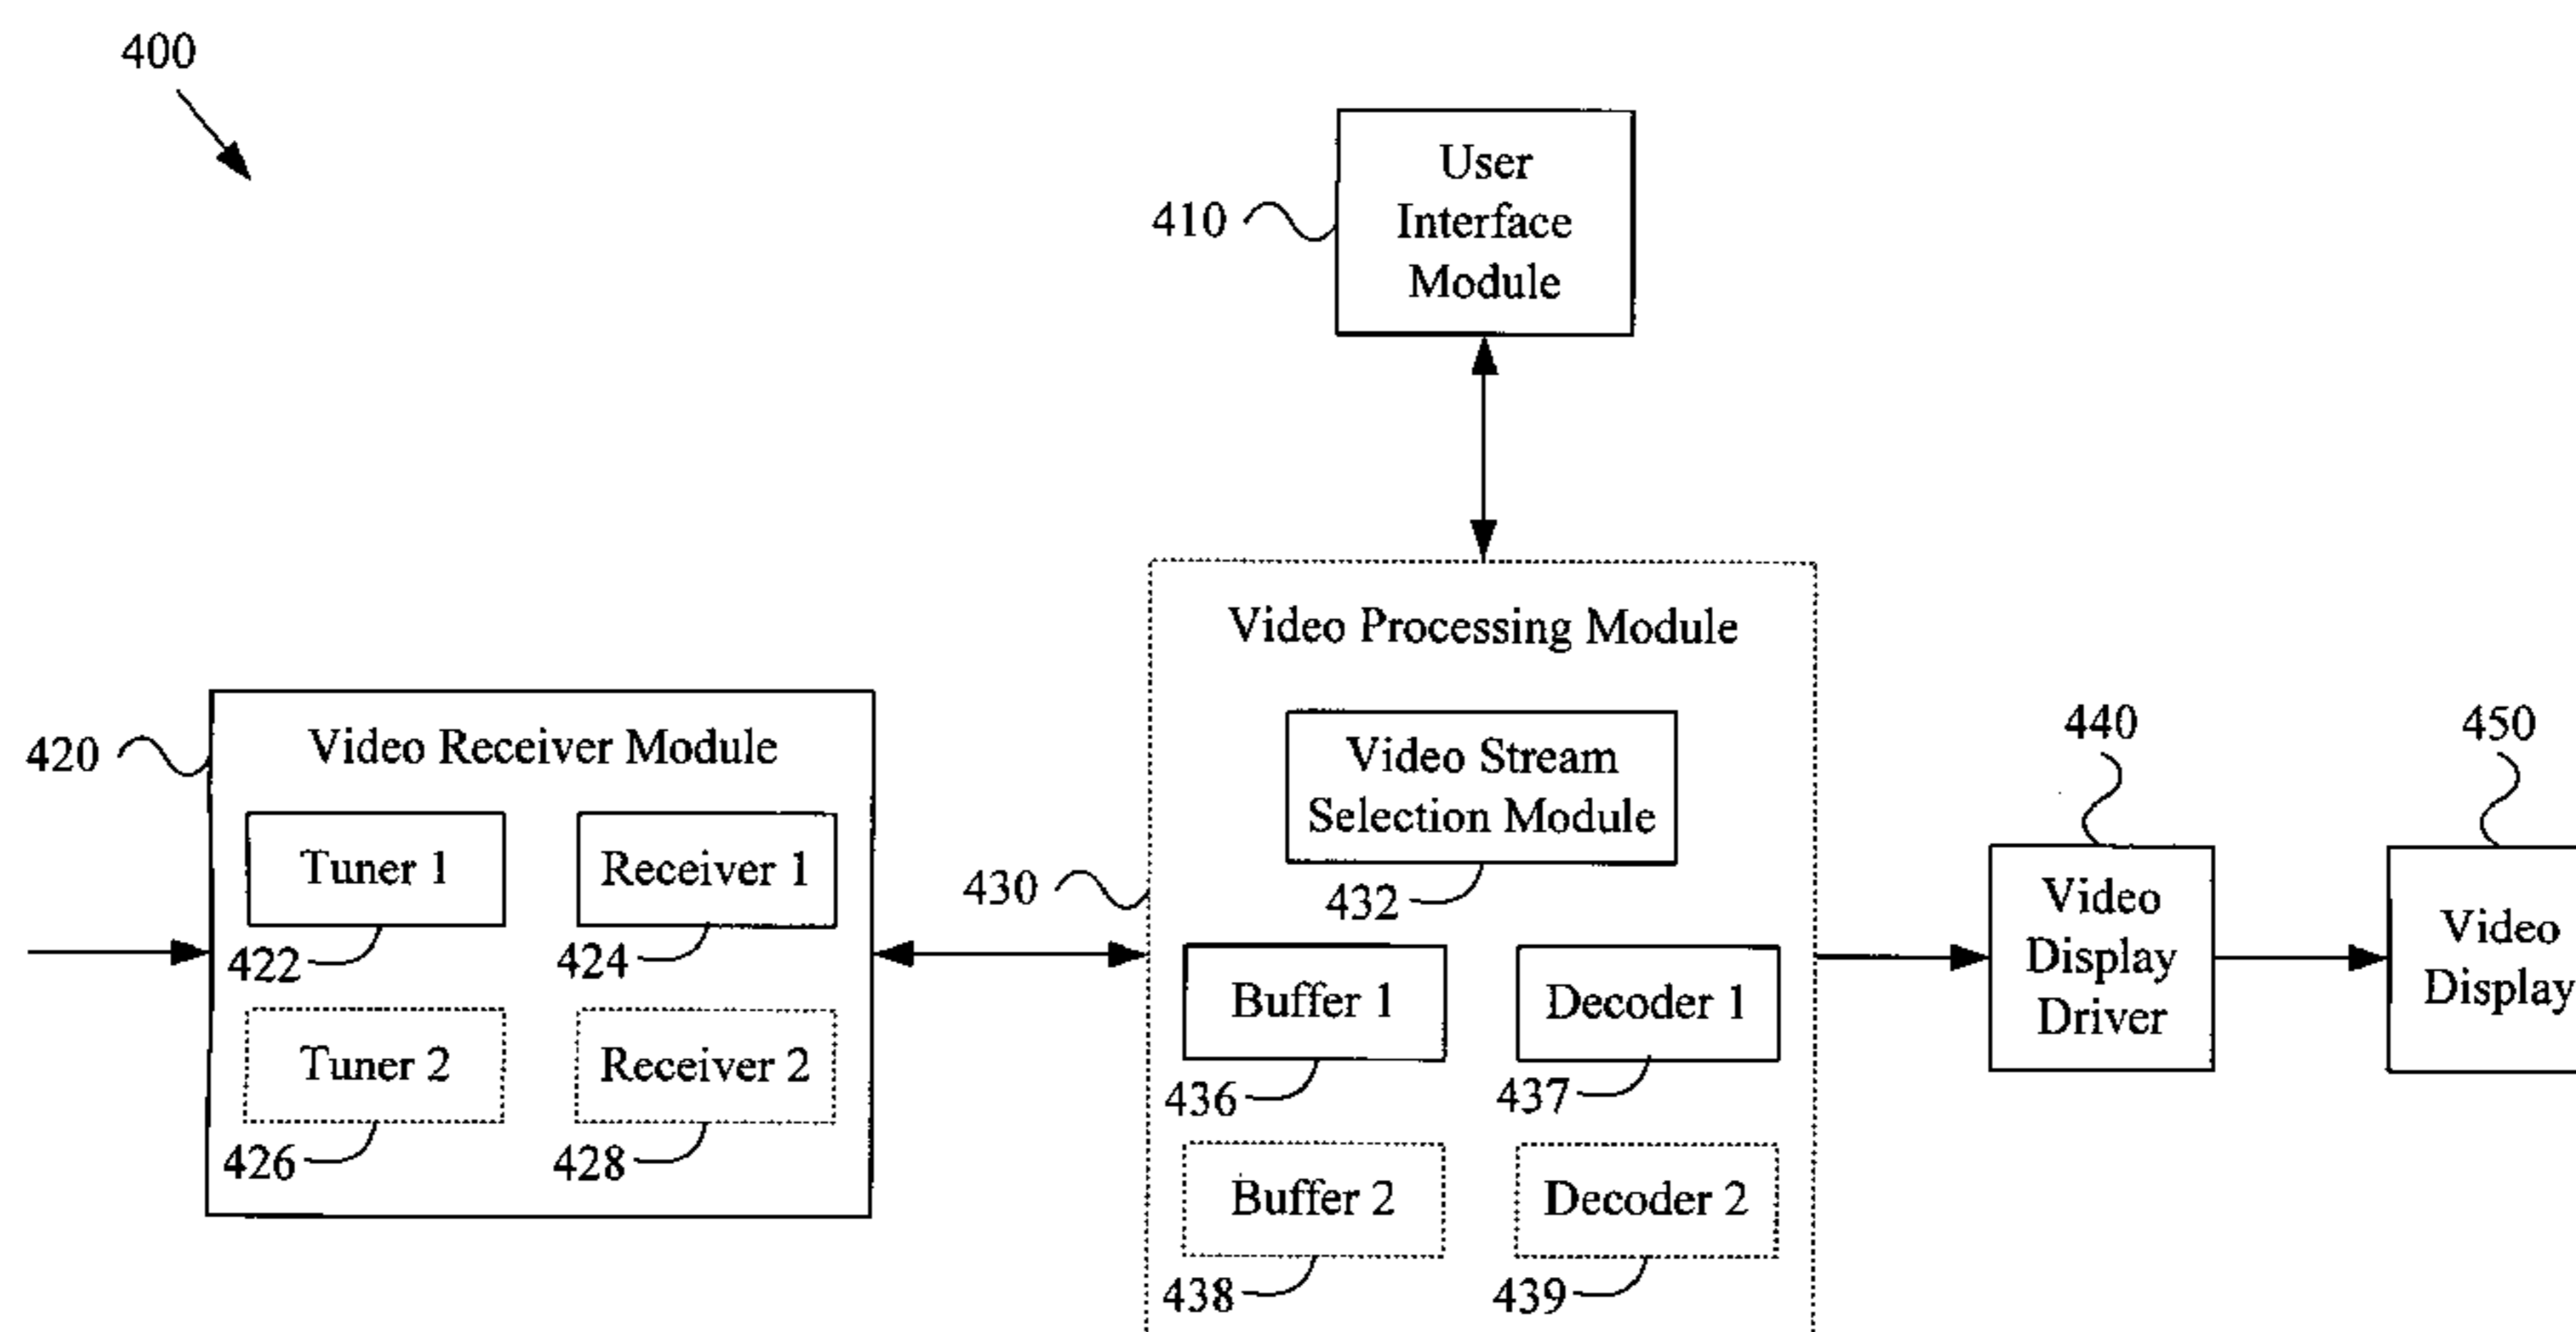 400
410
User
Interface
Module
420
Video Receiver Module
Tuner 1
422
Receiver 1
424
Tuner 2
426
Receiver 2
428
430
Video Processing Module
Video Stream
Selection Module
432
Buffer 1
436
Decoder 1
437
Buffer 2
438
Decoder 2
439
440
Video
Display
Driver
450
Video
Display